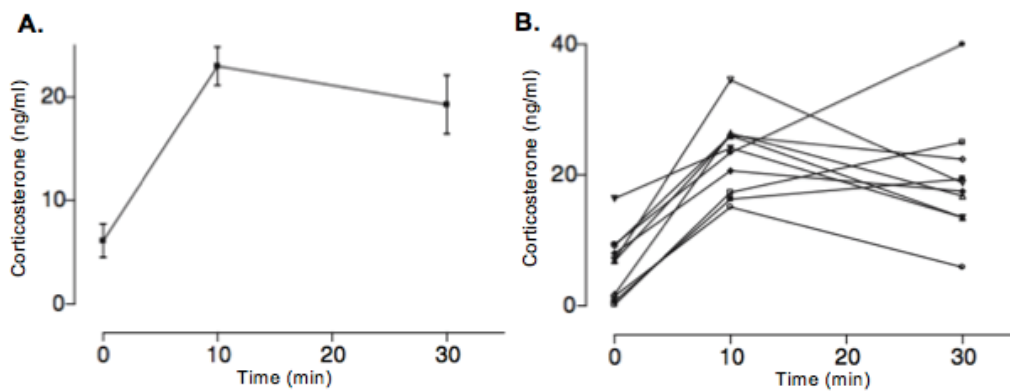 A.
Corticosterone (ng/ml)
20
10
0
0 10 20 30
Time (min)
B.
Corticosterone (ng/ml)
40
20
0
0 10 20 30
Time (min)